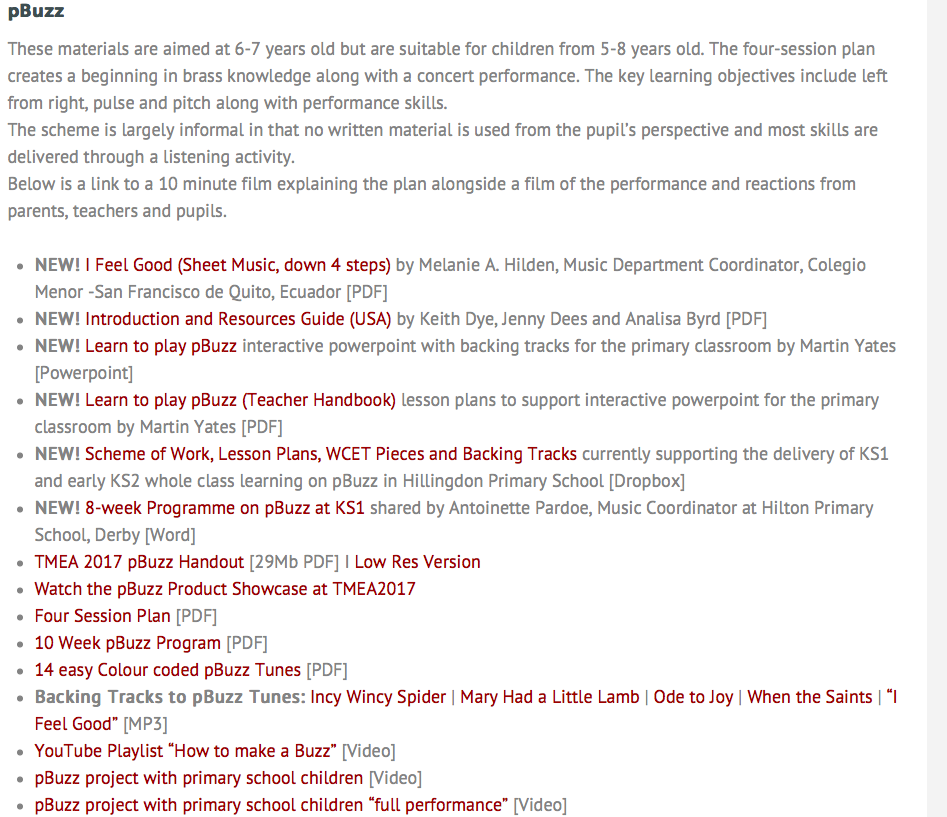 pBuzz
These materials are aimed at 6-7 years old but are suitable for children from 5-8 years old. The four-session plan
creates a beginning in brass knowledge along with a concert performance. The key learning objectives include left
from right, pulse and pitch along with performance skills.
The scheme is largely informal in that no written material is used from the pupil's perspective and most skills are
delivered through a listening activity.
Below is a link to a 10 minute film explaining the plan alongside a film of the performance and reactions from
parents, teachers and pupils.
• NEW! I Feel Good (Sheet Music, down 4 steps) by Melanie A. Hilden, Music Department Coordinator, Colegio
Menor -San Francisco de Quito, Ecuador [PDF]
• NEW! Introduction and Resources Guide (USA) by Keith Dye, Jenny Dees and Analisa Byrd [PDF]
• NEW! Learn to play pBuzz interactive powerpoint with backing tracks for the primary classroom by Martin Yates
[Powerpoint]
• NEW! Learn to play pBuzz (Teacher Handbook) lesson plans to support interactive powerpoint for the primary
classroom by Martin Yates [PDF]
• NEW! Scheme of Work, Lesson Plans, WCET Pieces and Backing Tracks currently supporting the delivery of KS1
and early KS2 whole class learning on pBuzz in Hillingdon Primary School [Dropbox]
• NEW! 8-week Programme on pBuzz at KS1 shared by Antoinette Pardoe, Music Coordinator at Hilton Primary
School, Derby [Word]
• TMEA 2017 pBuzz Handout [29Mb PDF] I Low Res Version
• Watch the pBuzz Product Showcase at TMEA2017
• Four Session Plan [PDF]
• 10 Week pBuzz Program [PDF]
• 14 easy Colour coded pBuzz Tunes [PDF]
• Backing Tracks to pBuzz Tunes: Incy Wincy Spider | Mary Had a Little Lamb | Ode to Joy | When the Saints | “I
Feel Good” [MP3]
• YouTube Playlist “How to make a Buzz” [Video]
• pBuzz project with primary school children [Video]
• pBuzz project with primary school children “full performance” [Video]